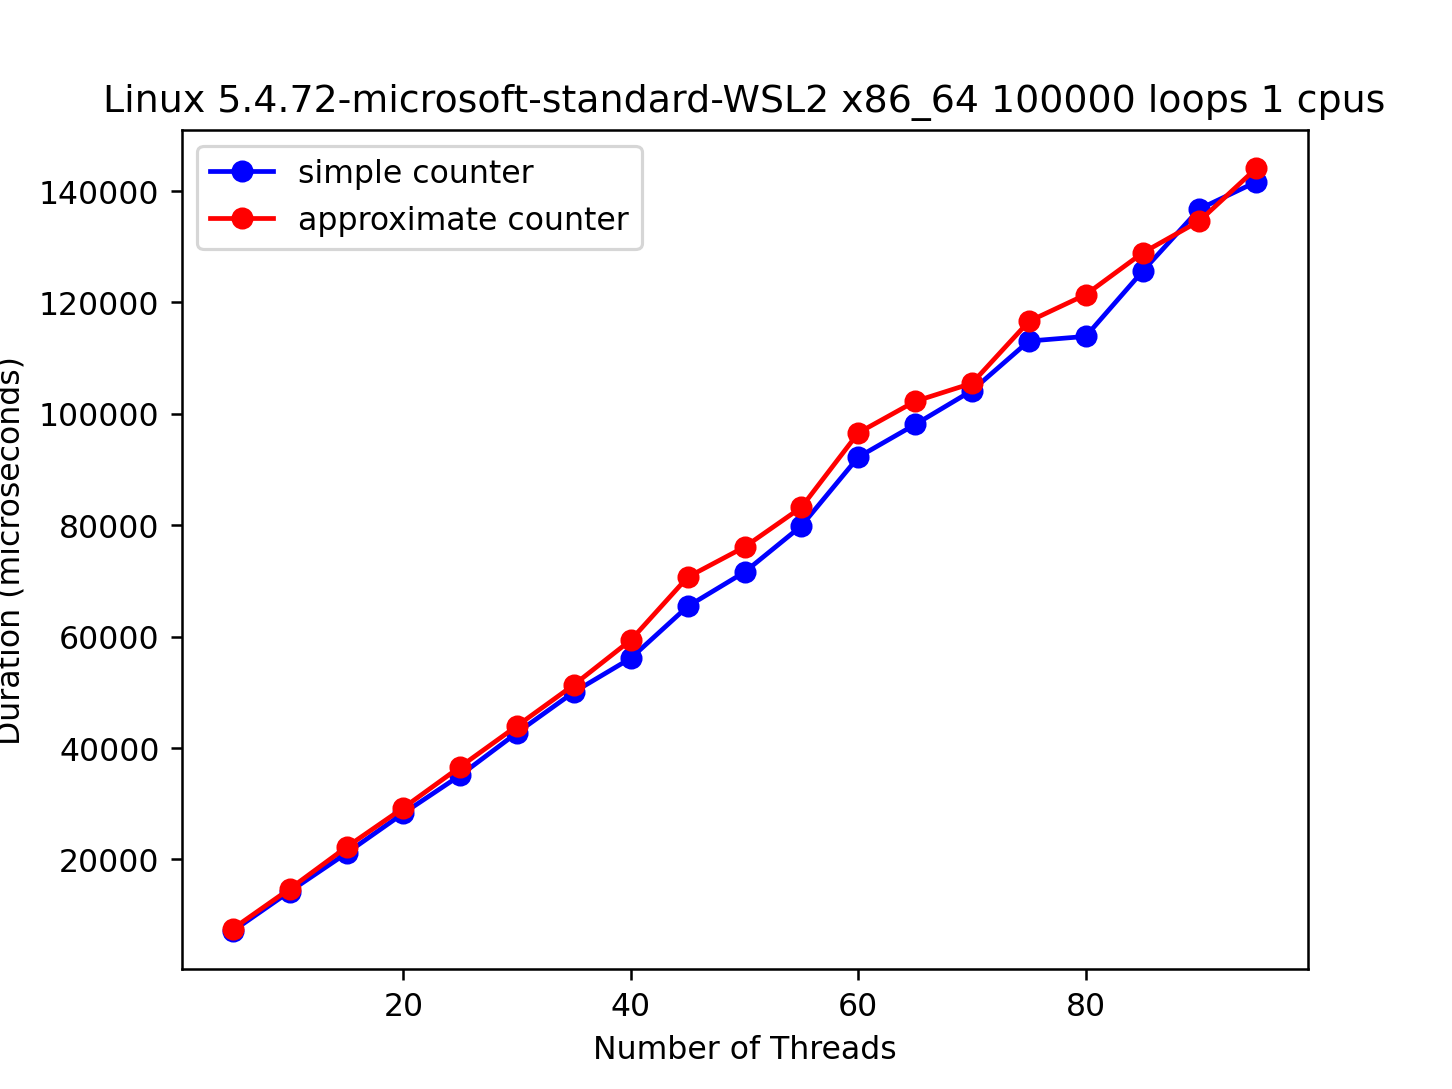 Linux 5.4.72-microsoft-standard-WSL2 x86_64 100000 loops 1 cpus
simple counter
approximate counter
140000
120000
100000
80000
60000
40000
20000
Duration (microseconds)
20 40 60 80
Number of Threads